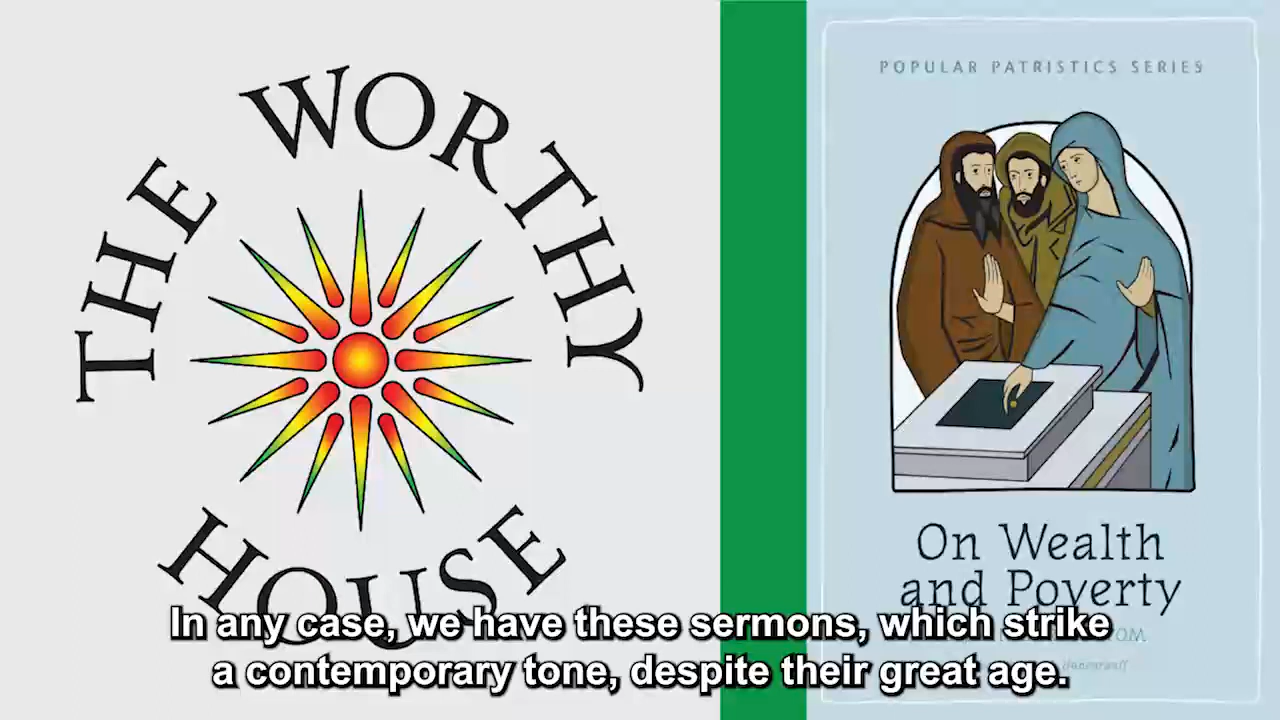 THE WORTHY
HOUSE
POPULAR PATRISTICS SERIES
On Wealth
and Poverty
In any case, we have these sermons, which strike
a contemporary tone, despite their great age.